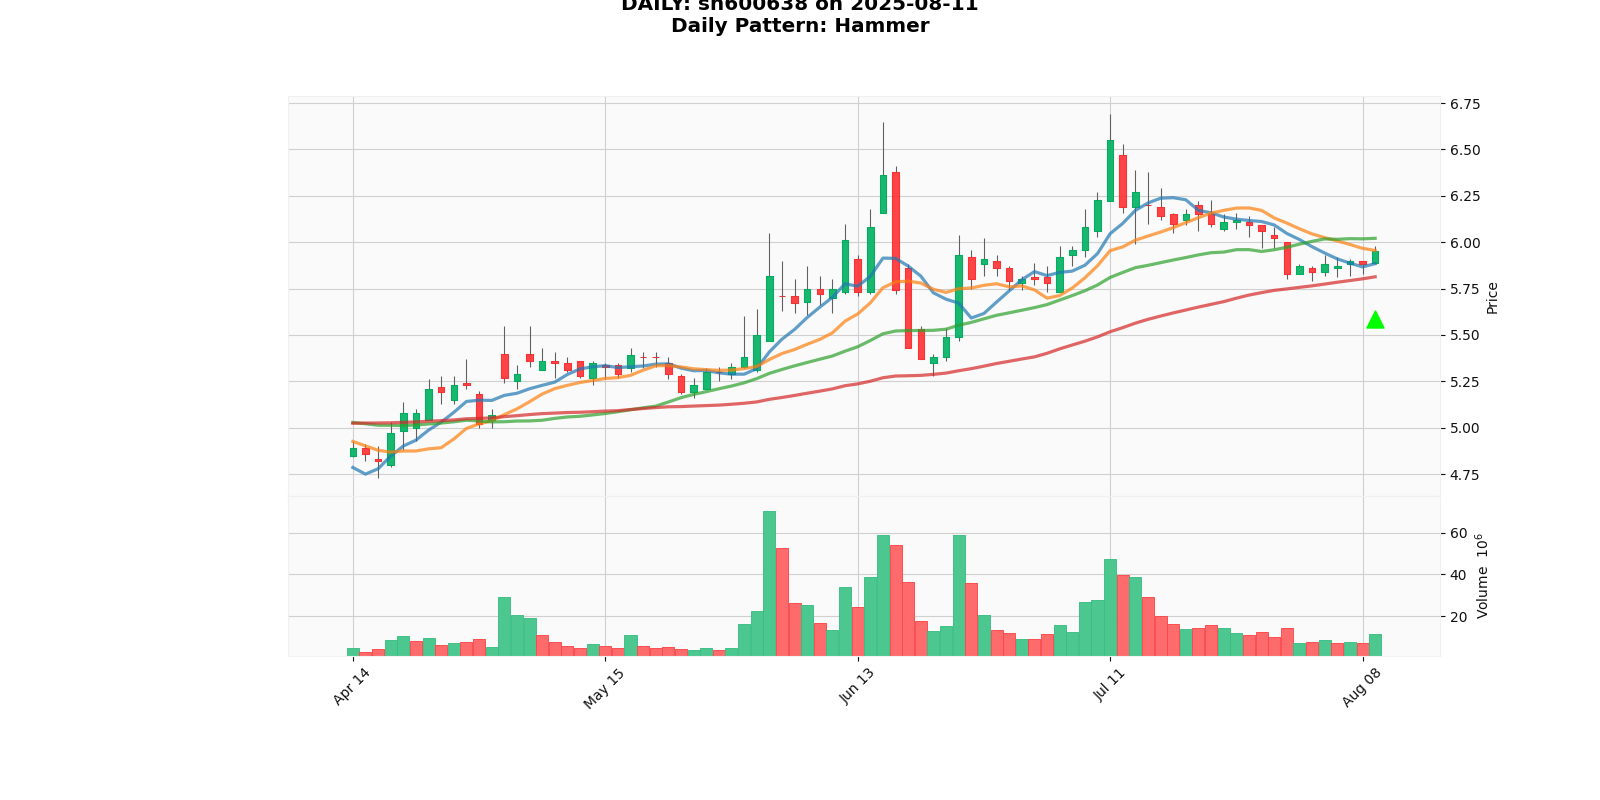 DAILY: sh600638 on 2025-08-11
Daily Pattern: Hammer
6.75
6.50
6.25
6.00
5.75
5.50
5.25
5.00
4.75
Price
60
40
20
Volume 10^6
Apr 14
May 15
Jun 13
Jul 11
Aug 08